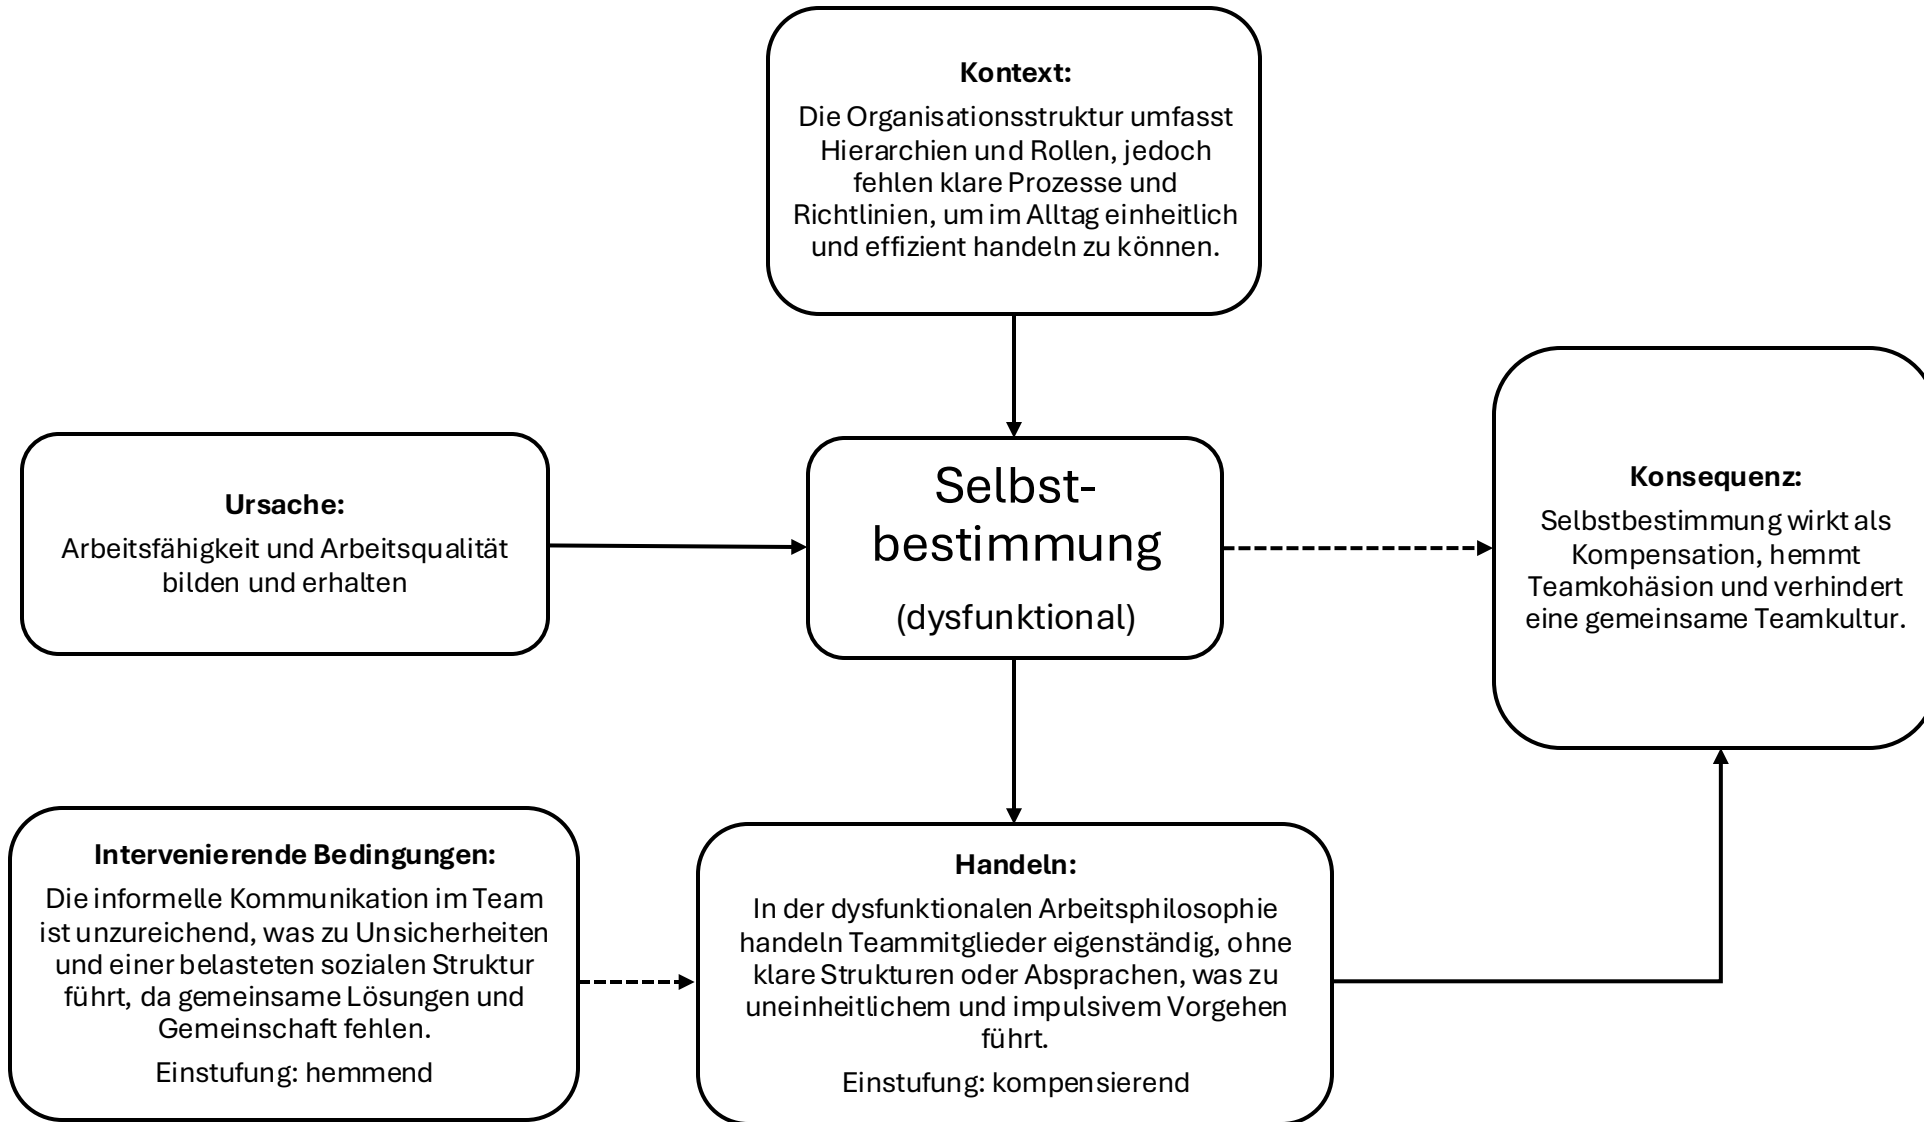 Kontext:
Die Organisationsstruktur umfasst
Hierarchien und Rollen, jedoch
fehlen klare Prozesse und
Richtlinien, um im Alltag einheitlich
und effizient handeln zu können.
Ursache:
Arbeitsfähigkeit und Arbeitsqualität
bilden und erhalten
Selbst-
bestimmung
(dysfunktional)
Konsequenz:
Selbstbestimmung wirkt als
Kompensation, hemmt
Teamkohäsion und verhindert
eine gemeinsame Teamkultur.
Intervenierende Bedingungen:
Die informelle Kommunikation im Team
ist unzureichend, was zu Unsicherheiten
und einer belasteten sozialen Struktur
führt, da gemeinsame Lösungen und
Gemeinschaft fehlen.
Einstufung: hemmend
Handeln:
In der dysfunktionalen Arbeitsphilosophie
handeln Teammitglieder eigenständig, ohne
klare Strukturen oder Absprachen, was zu
uneinheitlichem und impulsivem Vorgehen
führt.
Einstufung: kompensierend